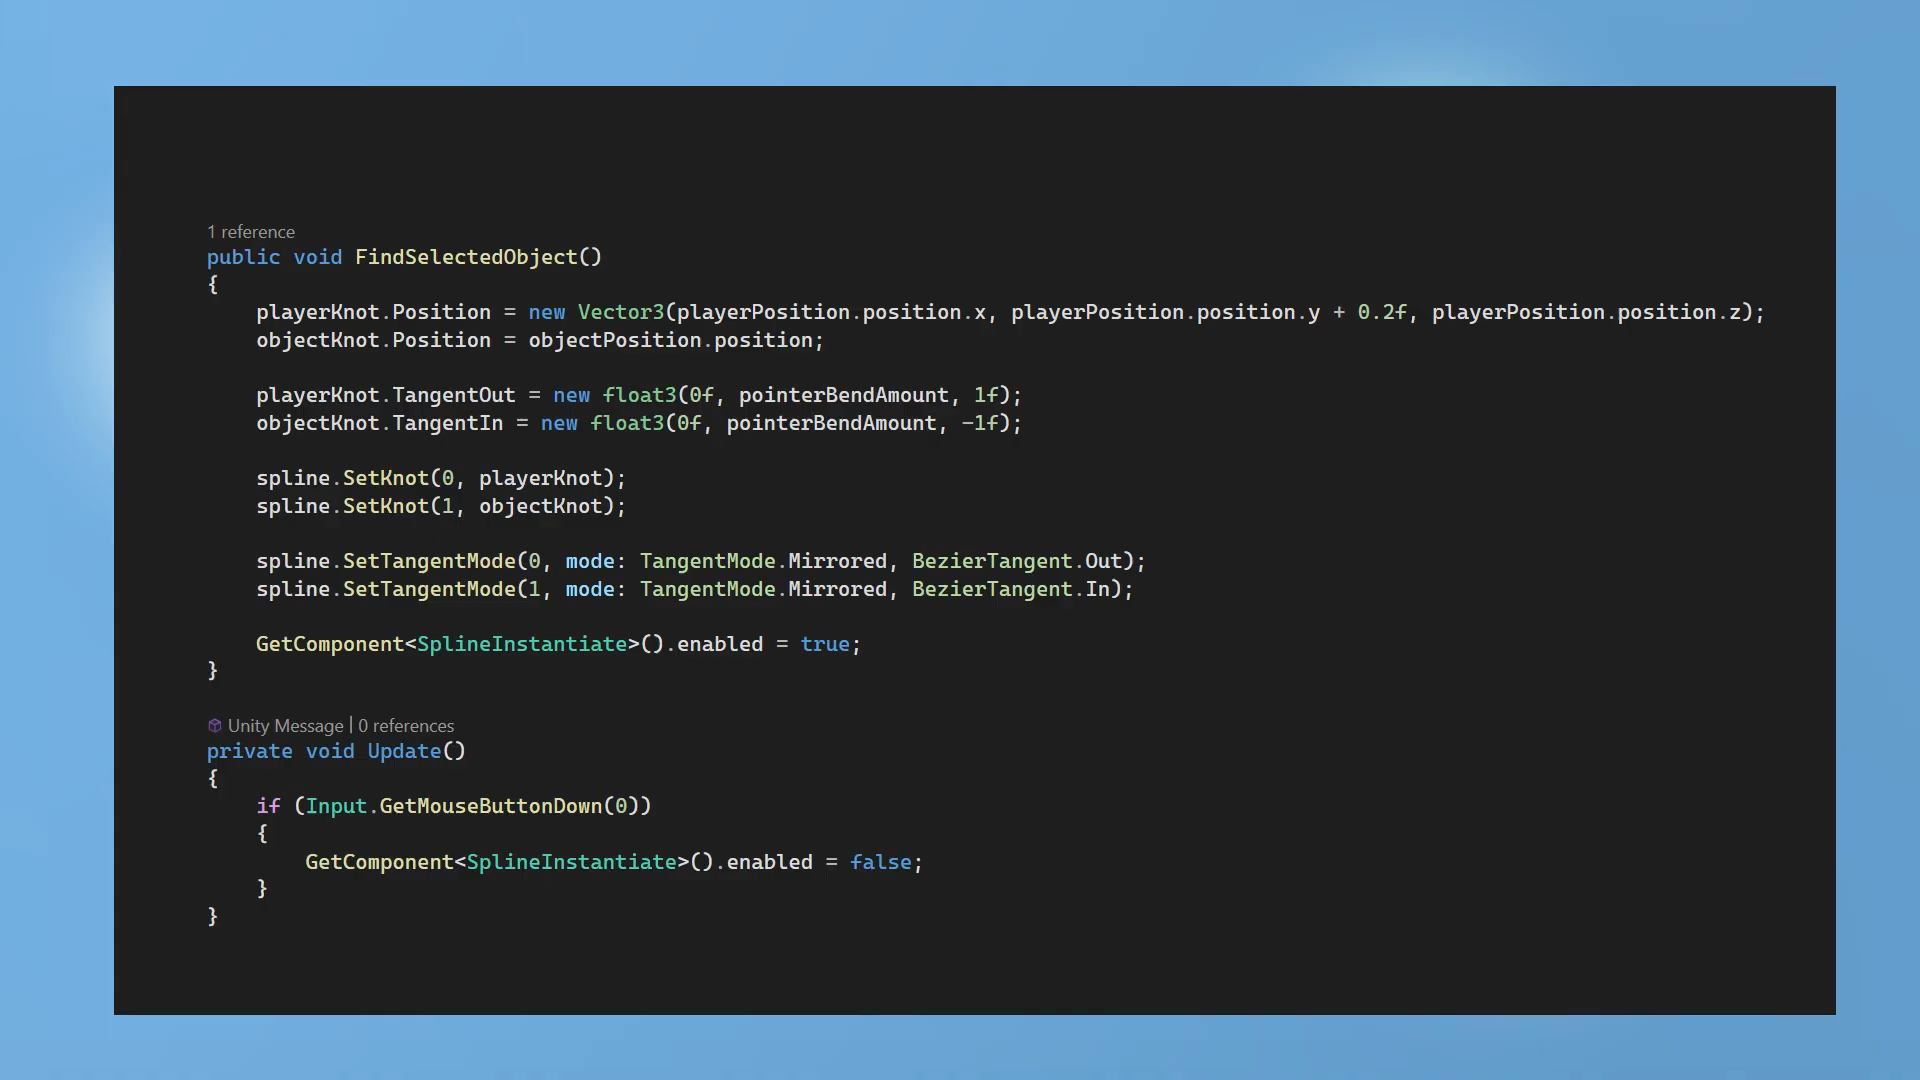 1 reference
public void FindSelectedObject()
{
playerKnot.Position = new Vector3(playerPosition.position.x, playerPosition.position.y + 0.2f, playerPosition.position.z);
objectKnot.Position = objectPosition.position;
playerKnot.TangentOut = new float3(0f, pointerBendAmount, 1f);
objectKnot.TangentIn = new float3(0f, pointerBendAmount, -1f);
spline.SetKnot(0, playerKnot);
spline.SetKnot(1, objectKnot);
spline.SetTangentMode(0, mode: TangentMode.Mirrored, BezierTangent.Out);
spline.SetTangentMode(1, mode: TangentMode.Mirrored, BezierTangent.In);
GetComponent<SplineInstantiate>().enabled = true;
}
Unity Message | 0 references
private void Update()
{
if (Input.GetMouseButtonDown(0))
{
GetComponent<SplineInstantiate>().enabled = false;
}
}